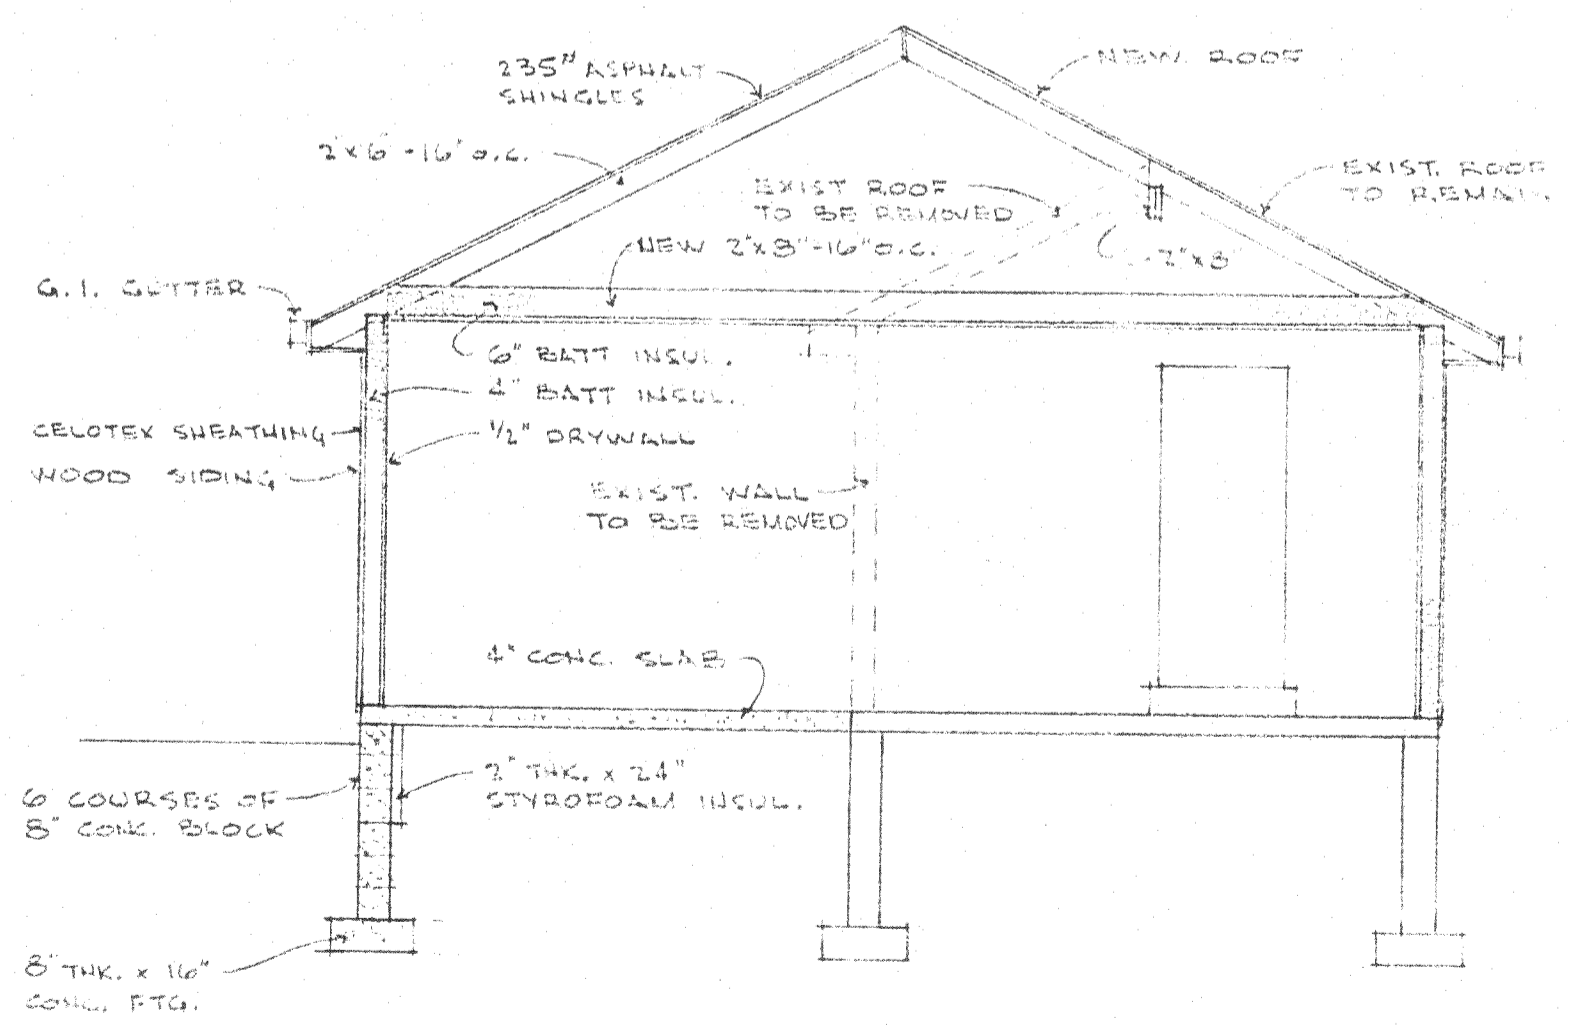 235# ASPHALT
SHINGLES
NEW ROOF
2"x6"-16" o.c.
EXIST. ROOF
TO REMAIN.
EXIST ROOF
TO BE REMOVED
NEW 2"x8"-16" o.c.
2"x8"
G.I. GUTTER
6" BATT INSUL.
4" BATT INSUL.
CELOTEX SHEATHING
1/2" DRYWALL
WOOD SIDING
EXIST. WALL
TO BE REMOVED
4" CONC. SLAB
2" THK. x 24"
STYROFOAM INSUL.
6 COURSES OF
8" CONC. BLOCK
8" THK. x 16"
CONC. FTG.